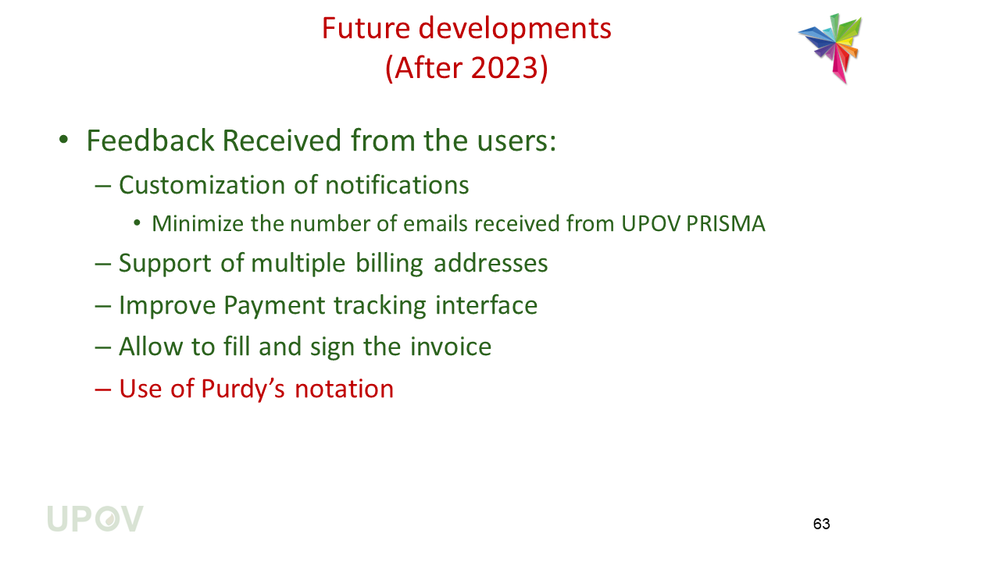 Future developments
(After 2023)
• Feedback Received from the users:
– Customization of notifications
• Minimize the number of emails received from UPOV PRISMA
– Support of multiple billing addresses
– Improve Payment tracking interface
– Allow to fill and sign the invoice
– Use of Purdy’s notation
UPOV
63